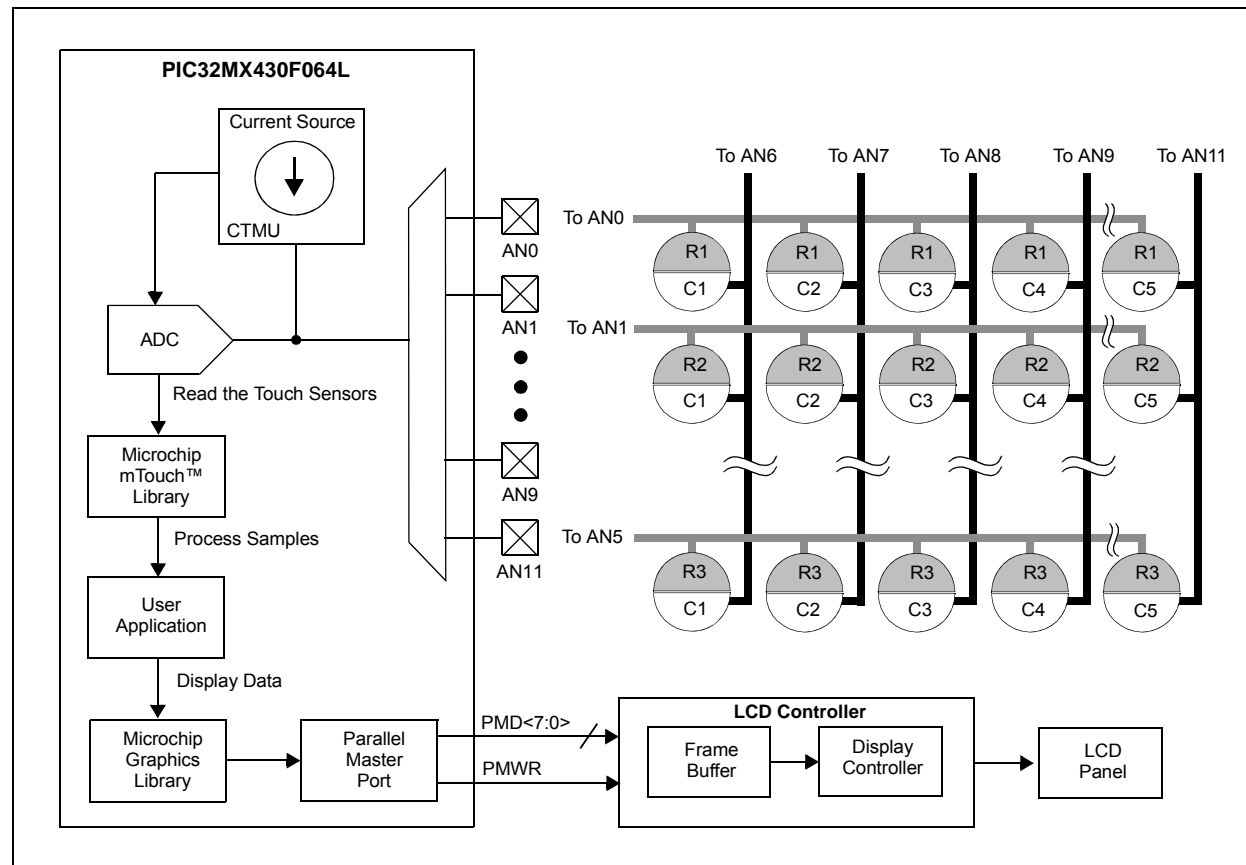 PIC32MX430F064L
Current Source
CTMU
ADC
Read the Touch Sensors
Microchip
mTouch™
Library
Process Samples
User
Application
Display Data
Microchip
Graphics
Library
Parallel
Master
Port
AN0
AN1
AN9
AN11
To AN6
To AN7
To AN8
To AN9
To AN11
To AN0
R1 R1 R1 R1 R1
C1 C2 C3 C4 C5
To AN1
R2 R2 R2 R2 R2
C1 C2 C3 C4 C5
To AN5
R3 R3 R3 R3 R3
C1 C2 C3 C4 C5
PMD<7:0>
PMWR
LCD Controller
Frame
Buffer
Display
Controller
LCD
Panel